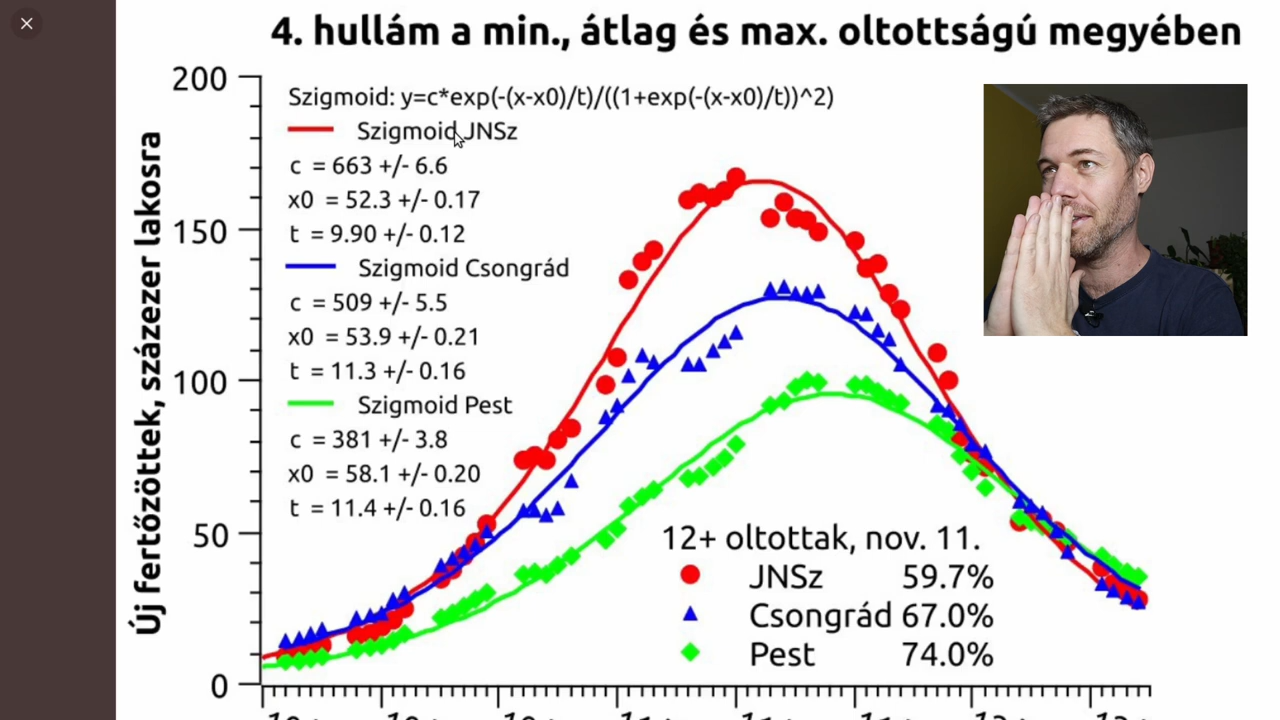 4. hullám a min., átlag és max. oltottságú megyében
200
Szigmoid: y=c*exp(-(x-x0)/t)/((1+exp(-(x-x0)/t))^2)
Szigmoid JNSz
c = 663 +/- 6.6
x0 = 52.3 +/- 0.17
t = 9.90 +/- 0.12
Szigmoid Csongrád
c = 509 +/- 5.5
x0 = 53.9 +/- 0.21
t = 11.3 +/- 0.16
Szigmoid Pest
c = 381 +/- 3.8
x0 = 58.1 +/- 0.20
t = 11.4 +/- 0.16
Új fertőzöttek, százezer lakosra
150
100
50
0
12+ oltottak, nov. 11.
JNSz 59.7%
Csongrád 67.0%
Pest 74.0%